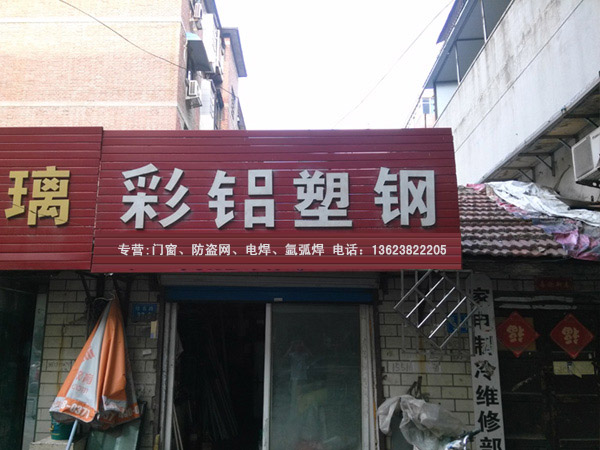 璃
彩铝塑钢
专营:门窗、防盗网、电焊、氩弧焊 电话：13623822205
家电制冷维修部